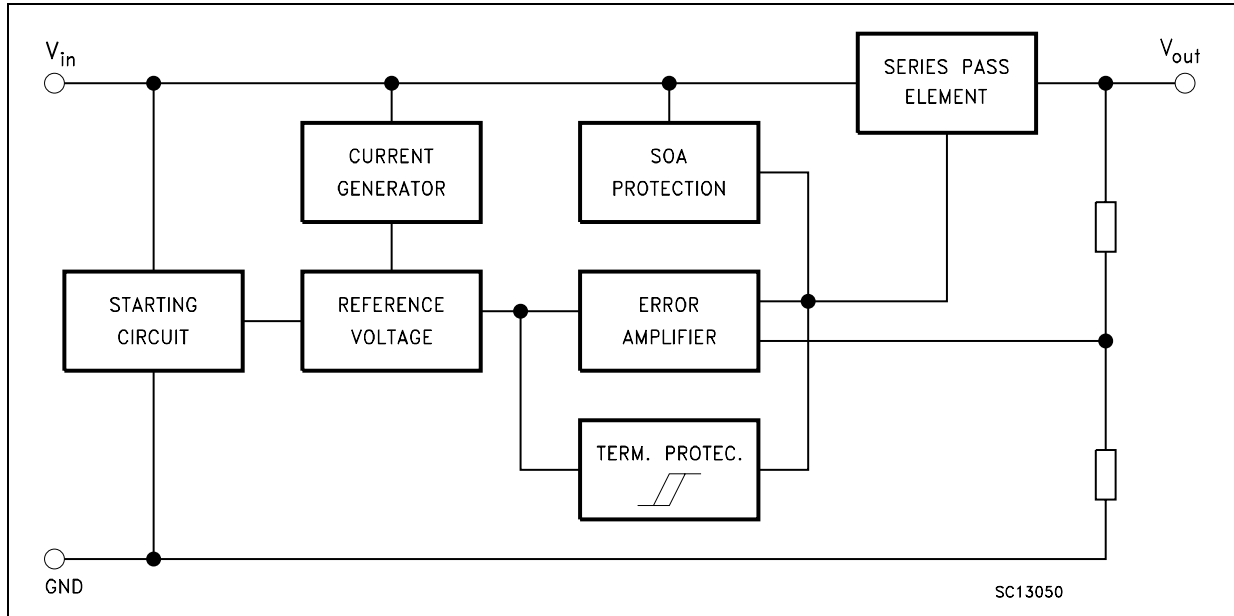 Vin
SERIES PASS
ELEMENT
Vout
CURRENT
GENERATOR
SOA
PROTECTION
STARTING
CIRCUIT
REFERENCE
VOLTAGE
ERROR
AMPLIFIER
TERM. PROTEC.
GND
SC13050